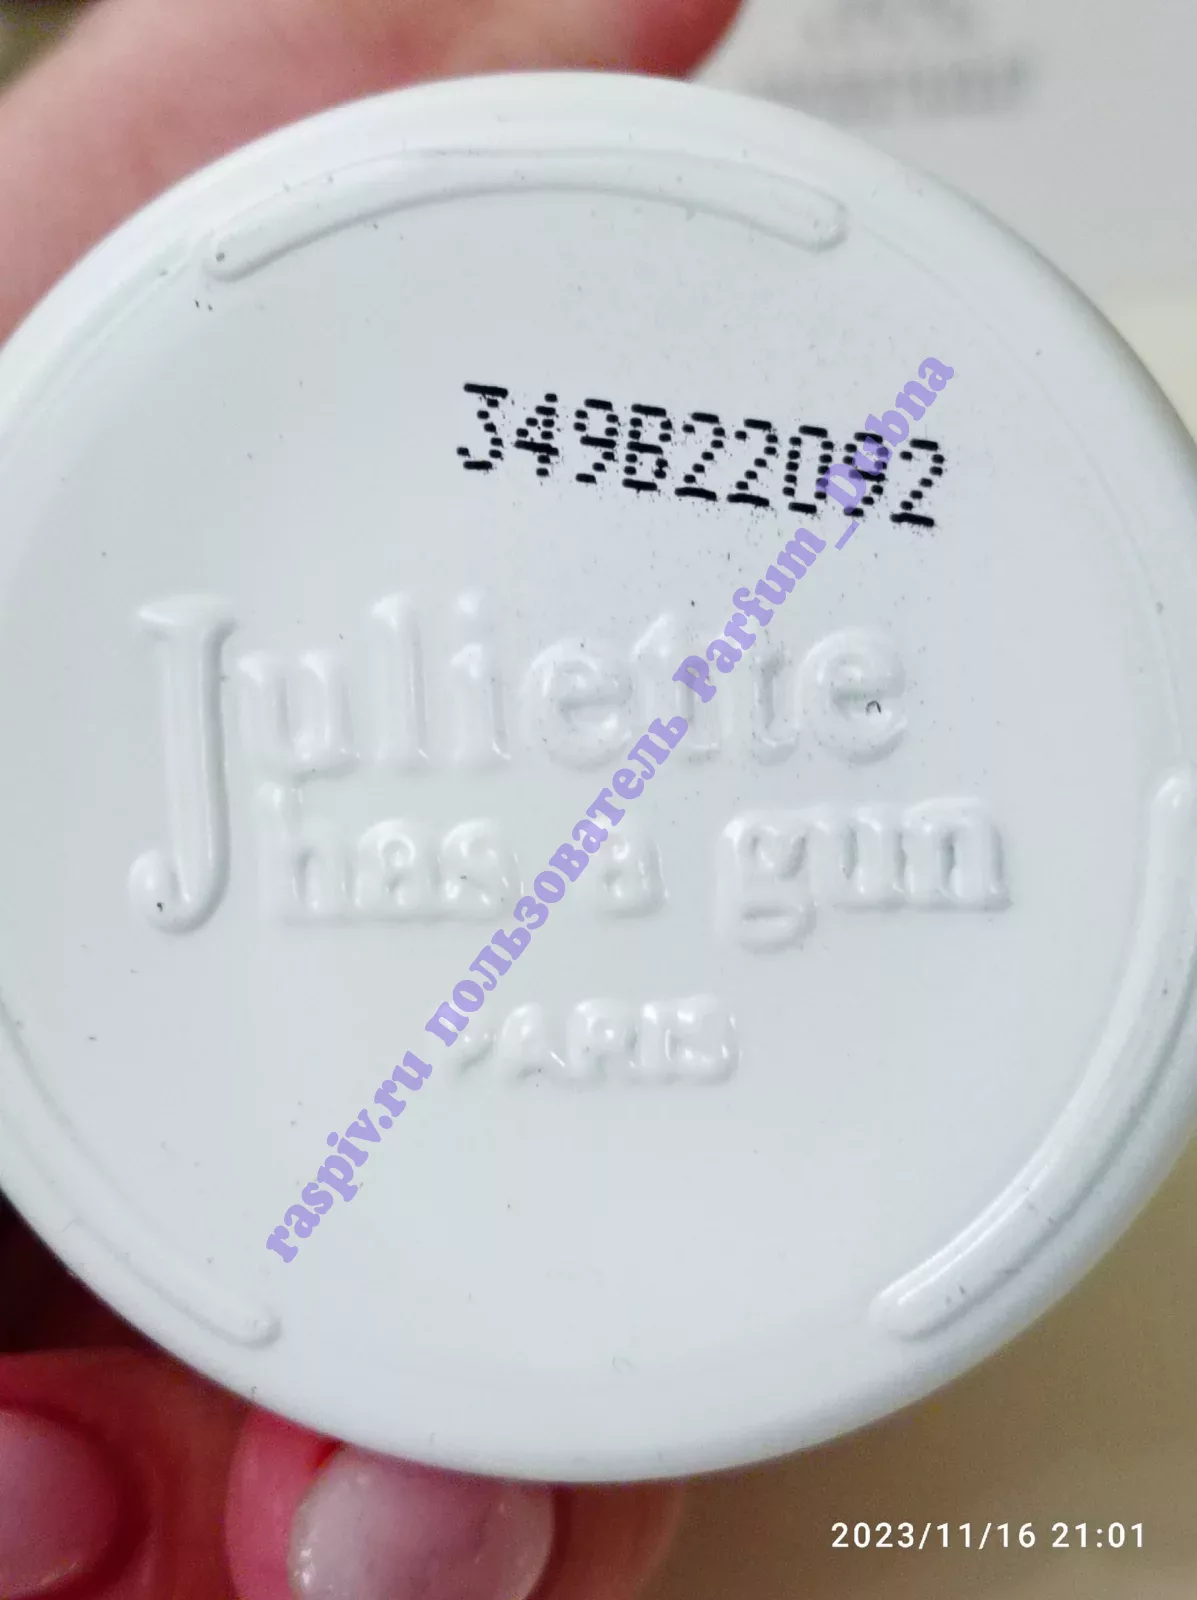 349B22092
Juliette
has a gun
PARIS
raspiv.ru пользователь Parfum_Dubna
2023/11/16 21:01